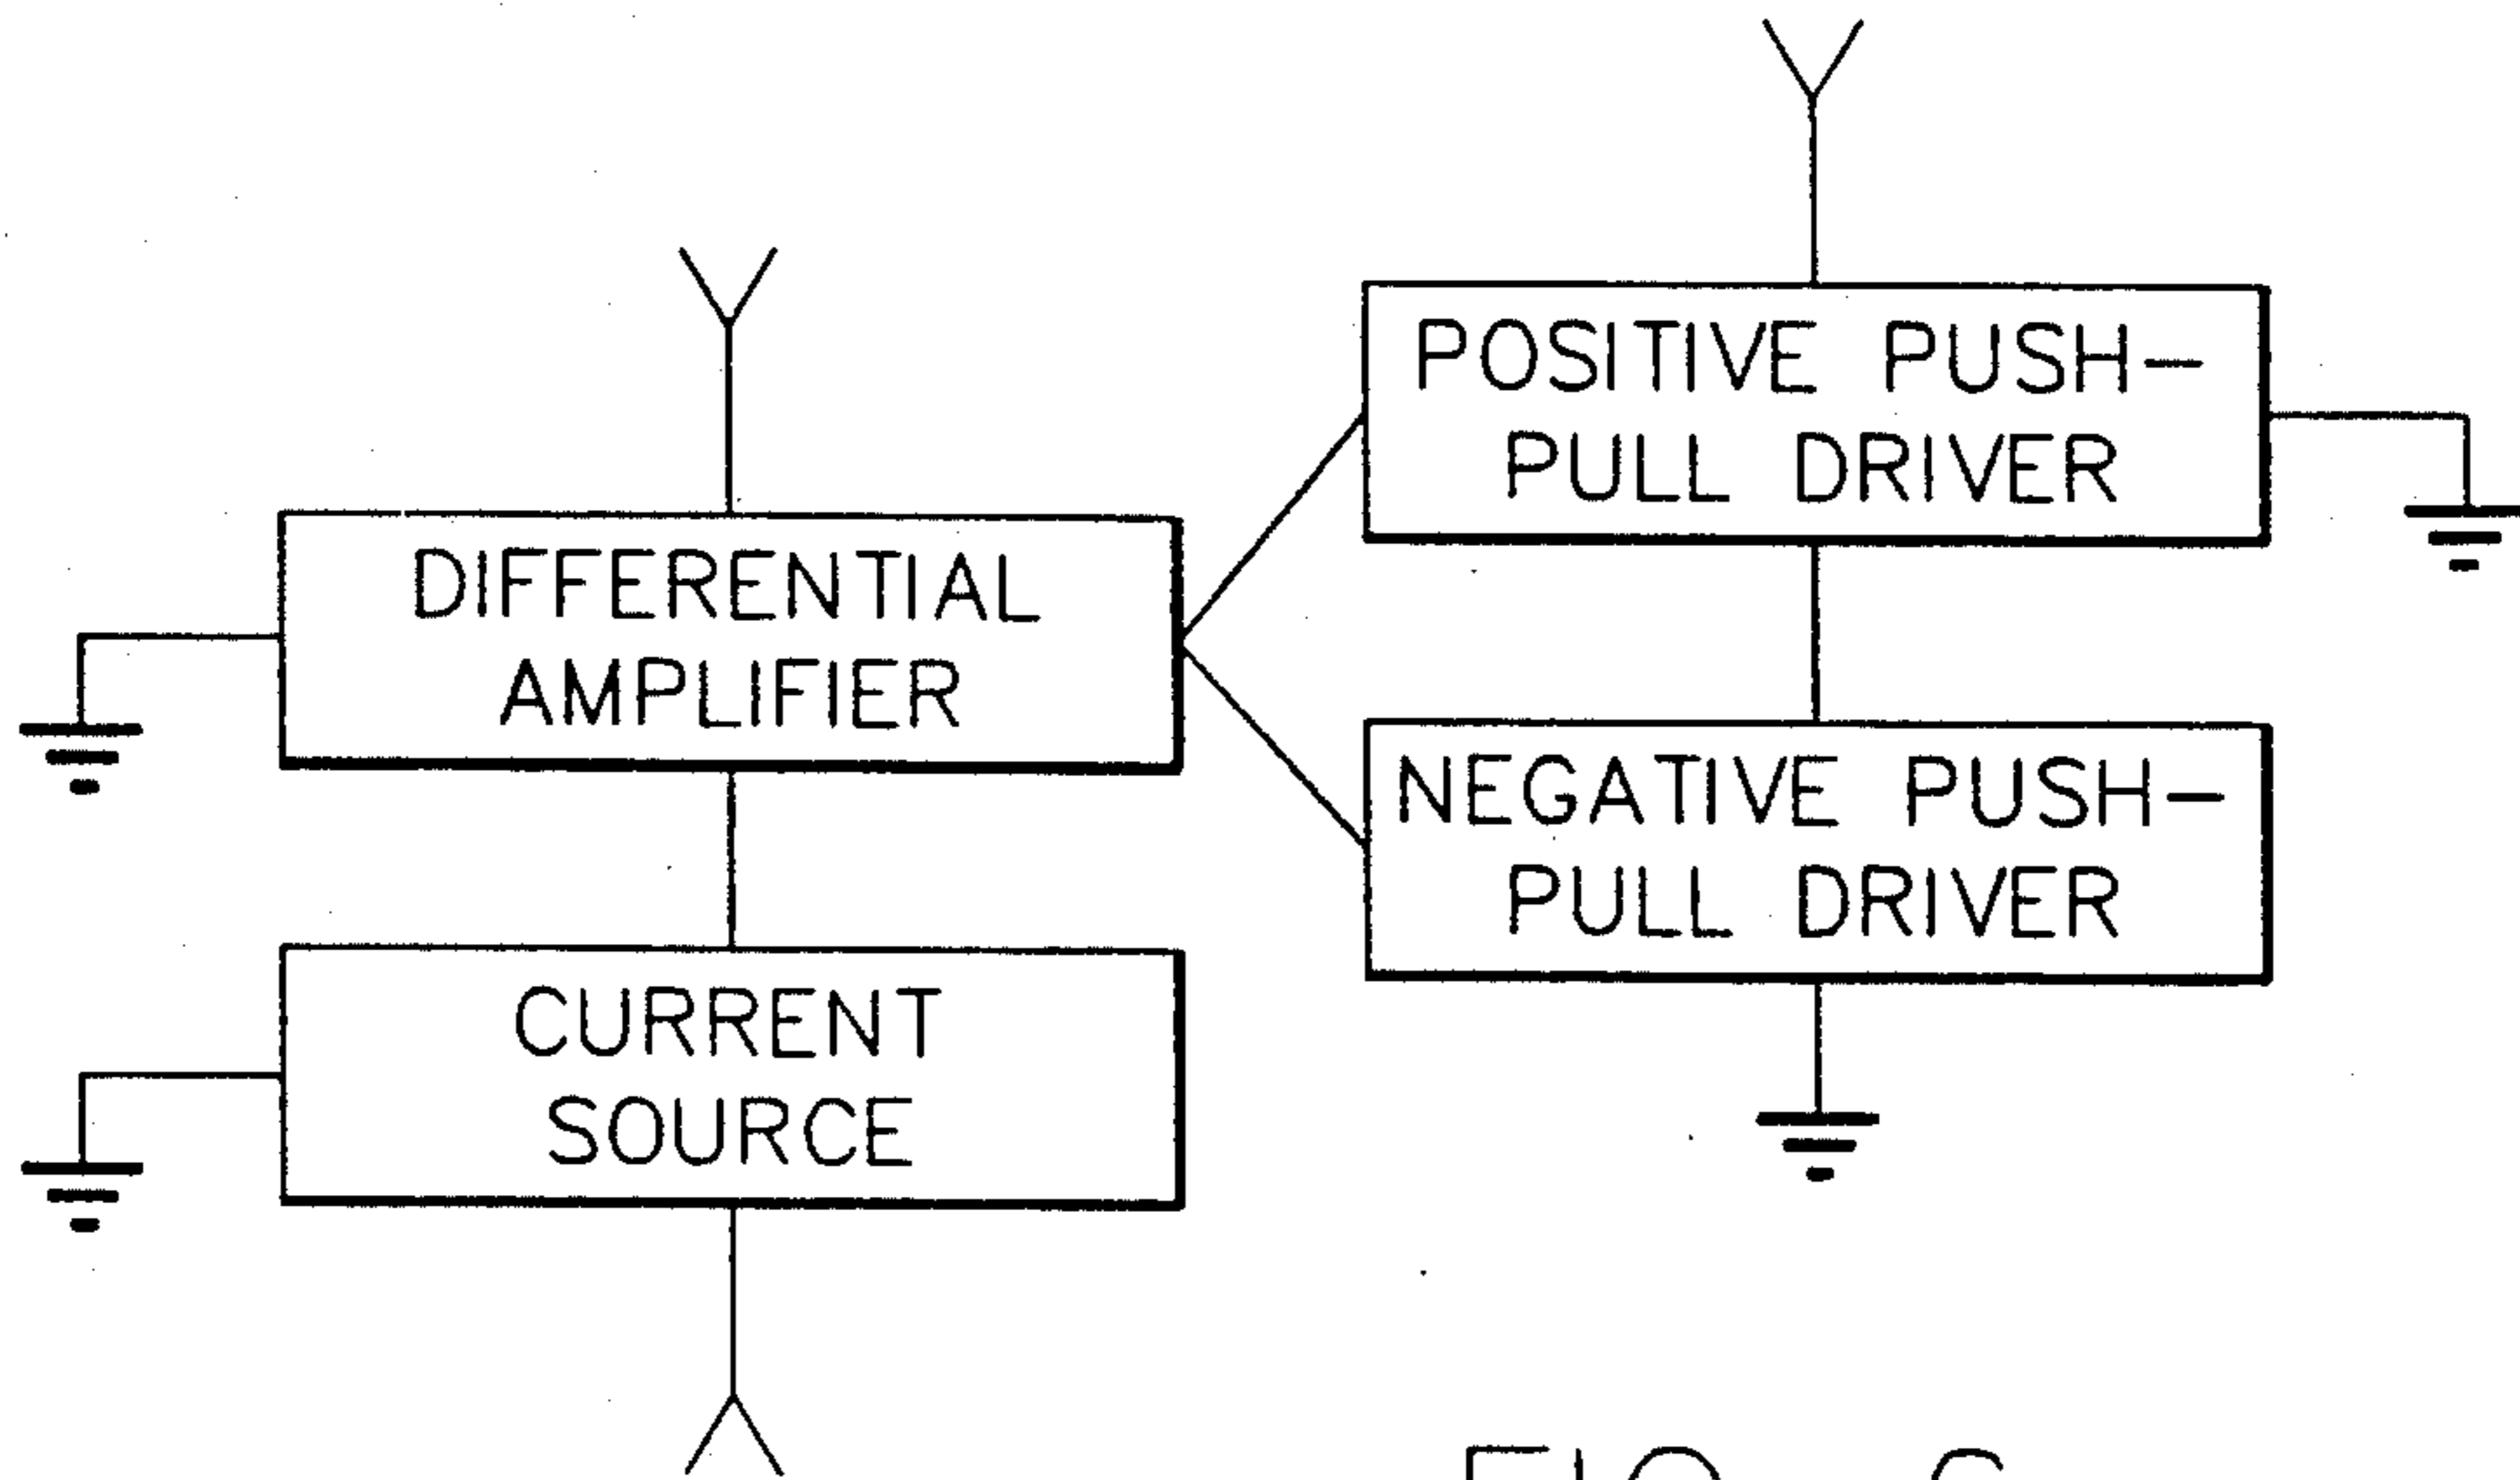 POSITIVE PUSH-
PULL DRIVER
DIFFERENTIAL
AMPLIFIER
NEGATIVE PUSH-
PULL DRIVER
CURRENT
SOURCE